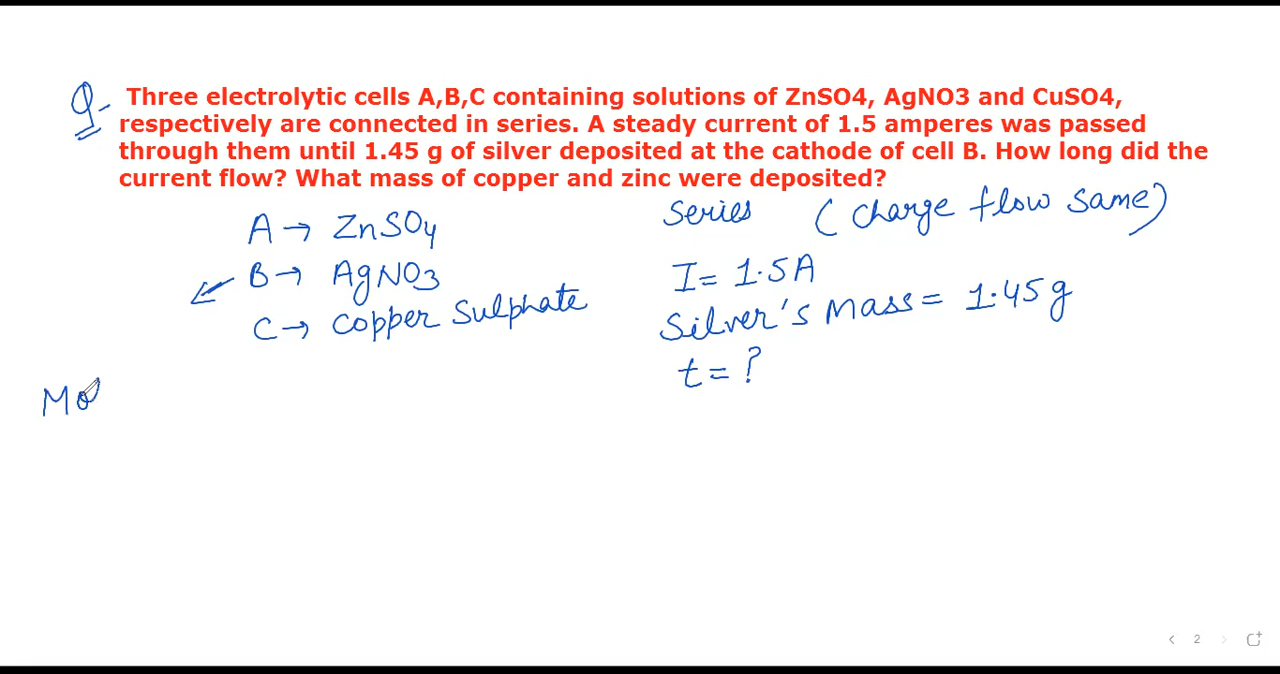 Q-
Three electrolytic cells A,B,C containing solutions of ZnSO4, AgNO3 and CuSO4,
respectively are connected in series. A steady current of 1.5 amperes was passed
through them until 1.45 g of silver deposited at the cathode of cell B. How long did the
current flow? What mass of copper and zinc were deposited?
A → ZnSO4
B → AgNO3
C → Copper Sulphate
Series (Charge flow same)
I = 1.5A
Silver's Mass = 1.45g
t = ?
Mo
2